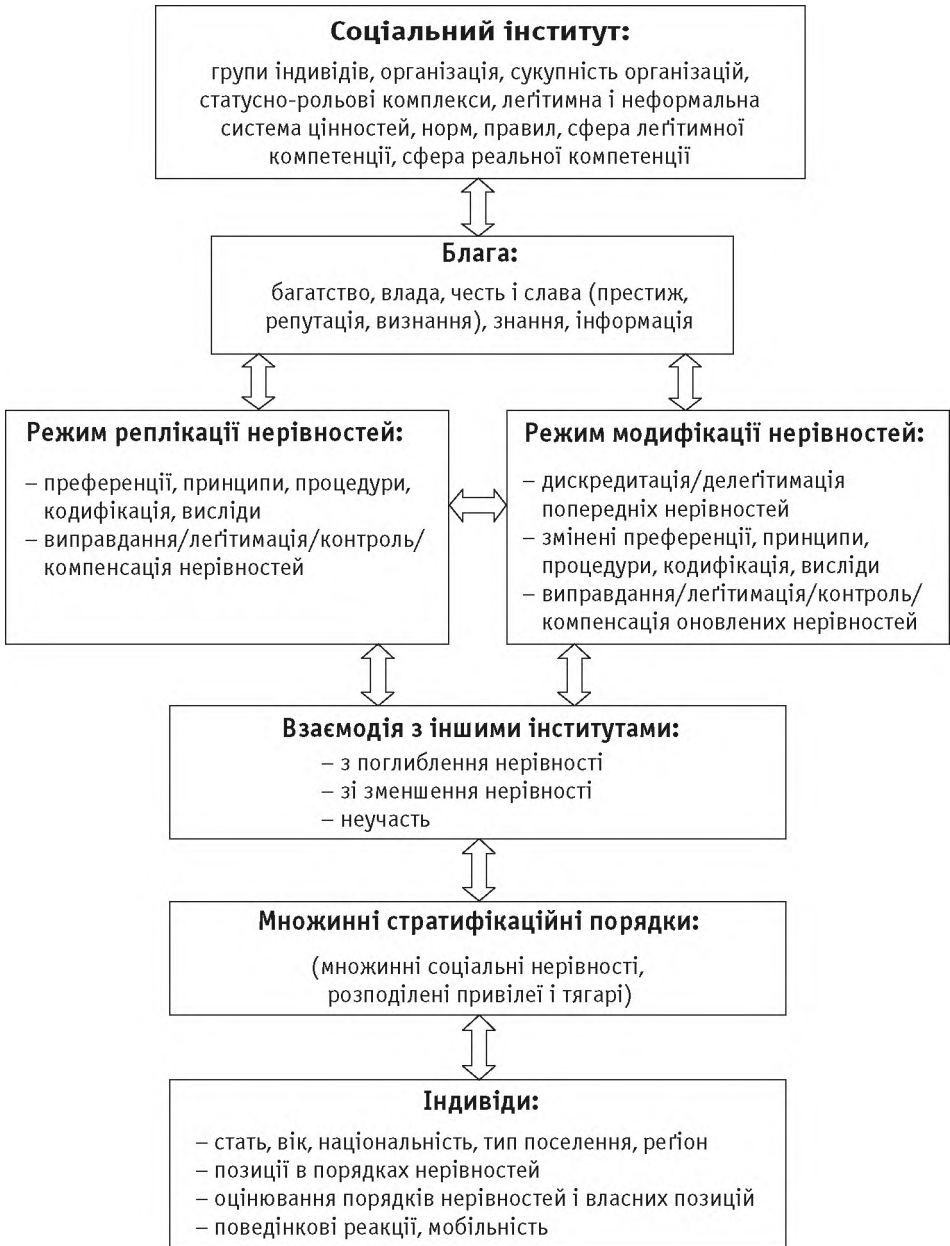 Соціальний інститут:
групи індивідів, організація, сукупність організацій,
статусно-рольові комплекси, леґітимна і неформальна
система цінностей, норм, правил, сфера леґітимної
компетенції, сфера реальної компетенції
Блага:
багатство, влада, честь і слава (престиж,
репутація, визнання), знання, інформація
Режим реплікації нерівностей:
– преференції, принципи, процедури,
кодифікація, висліди
– виправдання/леґітимація/контроль/
компенсація нерівностей
Режим модифікації нерівностей:
– дискредитація/делеґітимація
попередніх нерівностей
– змінені преференції, принципи,
процедури, кодифікація, висліди
– виправдання/леґітимація/контроль/
компенсація оновлених нерівностей
Взаємодія з іншими інститутами:
– з поглиблення нерівності
– зі зменшення нерівності
– неучасть
Множинні стратифікаційні порядки:
(множинні соціальні нерівності,
розподілені привілеї і тягарі)
Індивіди:
– стать, вік, національність, тип поселення, реґіон
– позиції в порядках нерівностей
– оцінювання порядків нерівностей і власних позицій
– поведінкові реакції, мобільність